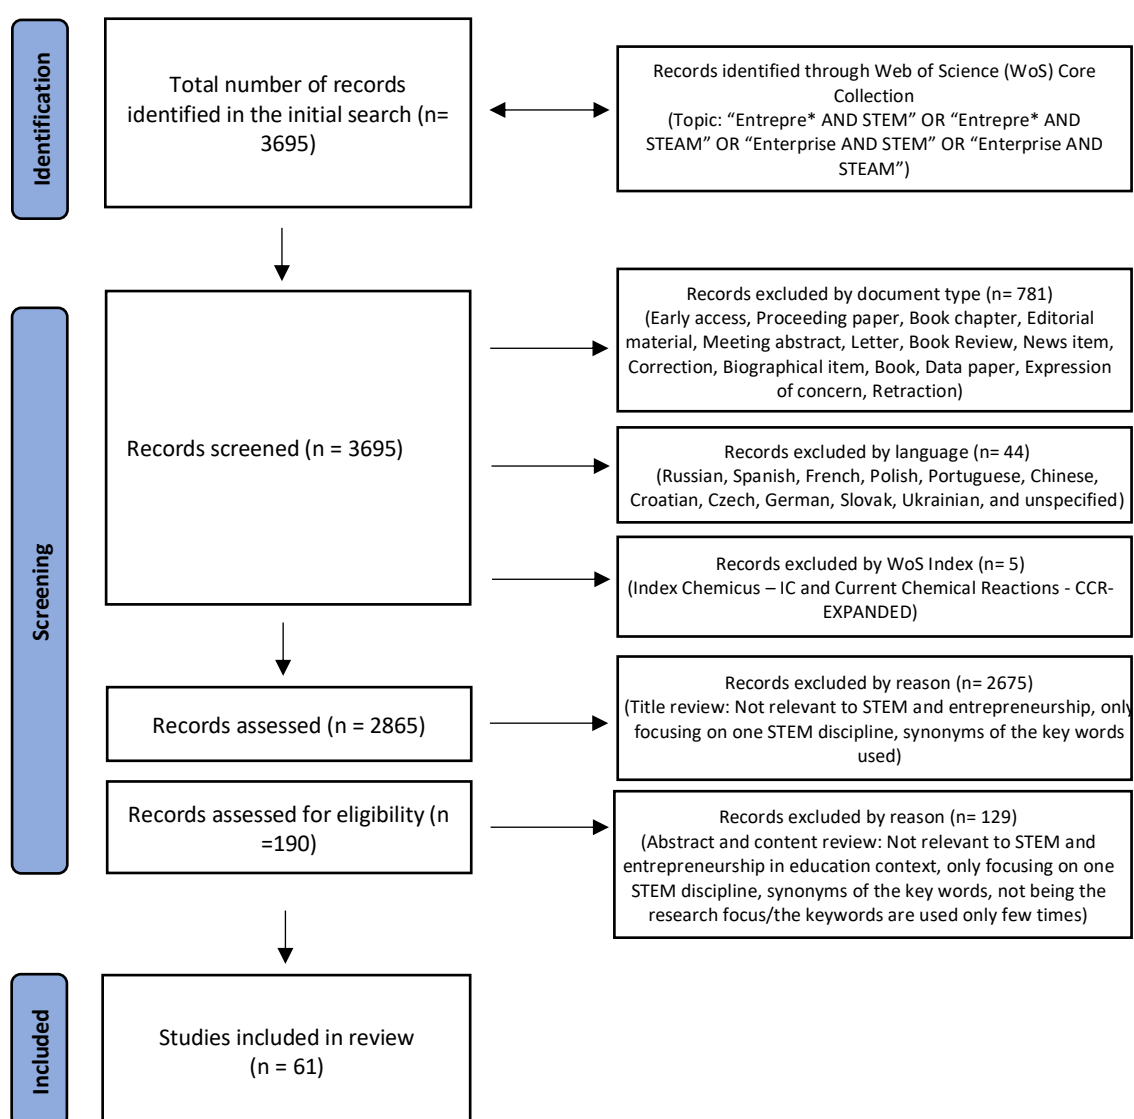 Identification
Total number of records
identified in the initial search (n=
3695)
Records identified through Web of Science (WoS) Core
Collection
(Topic: “Entrepre* AND STEM” OR “Entrepre* AND
STEAM” OR “Enterprise AND STEM” OR “Enterprise AND
STEAM”)
Screening
Records screened (n = 3695)
Records excluded by document type (n= 781)
(Early access, Proceeding paper, Book chapter, Editorial
material, Meeting abstract, Letter, Book Review, News item,
Correction, Biographical item, Book, Data paper, Expression
of concern, Retraction)
Records excluded by language (n= 44)
(Russian, Spanish, French, Polish, Portuguese, Chinese,
Croatian, Czech, German, Slovak, Ukrainian, and unspecified)
Records excluded by WoS Index (n= 5)
(Index Chemicus – IC and Current Chemical Reactions - CCR-
EXPANDED)
Records assessed (n = 2865)
Records excluded by reason (n= 2675)
(Title review: Not relevant to STEM and entrepreneurship, only
focusing on one STEM discipline, synonyms of the key words
used)
Records assessed for eligibility (n
=190)
Records excluded by reason (n= 129)
(Abstract and content review: Not relevant to STEM and
entrepreneurship in education context, only focusing on one
STEM discipline, synonyms of the key words, not being the
research focus/the keywords are used only few times)
Included
Studies included in review
(n = 61)